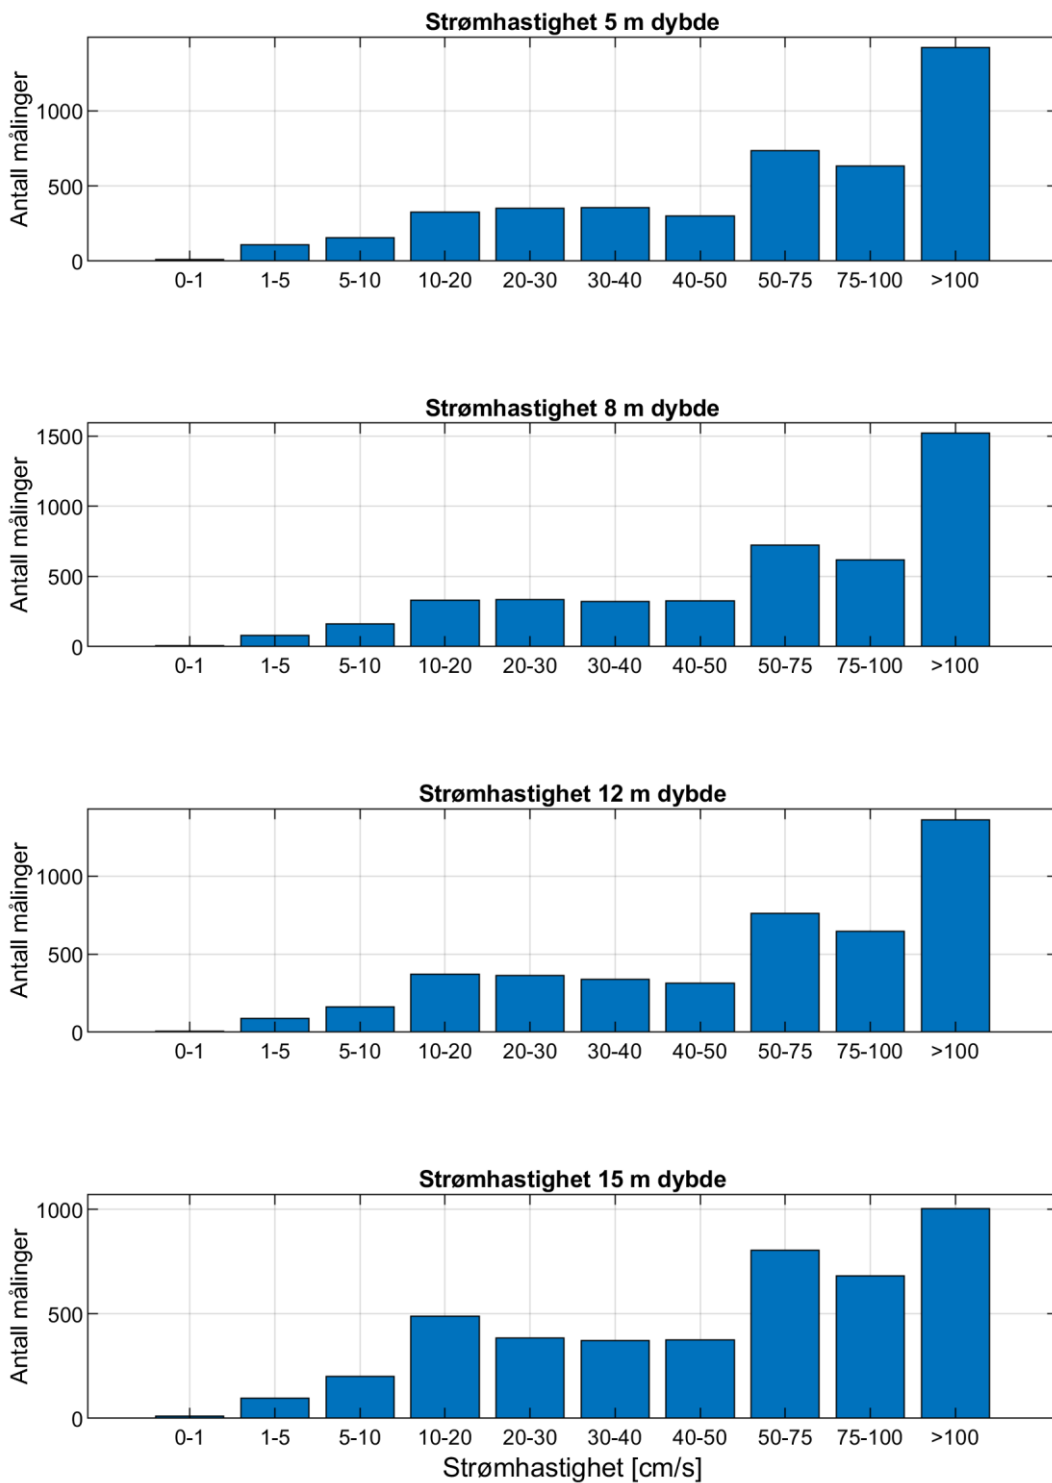 Strømhastighet 5 m dybde
Antall målinger
1000
500
0
0-1 1-5 5-10 10-20 20-30 30-40 40-50 50-75 75-100 >100
Strømhastighet 8 m dybde
Antall målinger
1500
1000
500
0
0-1 1-5 5-10 10-20 20-30 30-40 40-50 50-75 75-100 >100
Strømhastighet 12 m dybde
Antall målinger
1000
500
0
0-1 1-5 5-10 10-20 20-30 30-40 40-50 50-75 75-100 >100
Strømhastighet 15 m dybde
Antall målinger
1000
500
0
0-1 1-5 5-10 10-20 20-30 30-40 40-50 50-75 75-100 >100
Strømhastighet [cm/s]